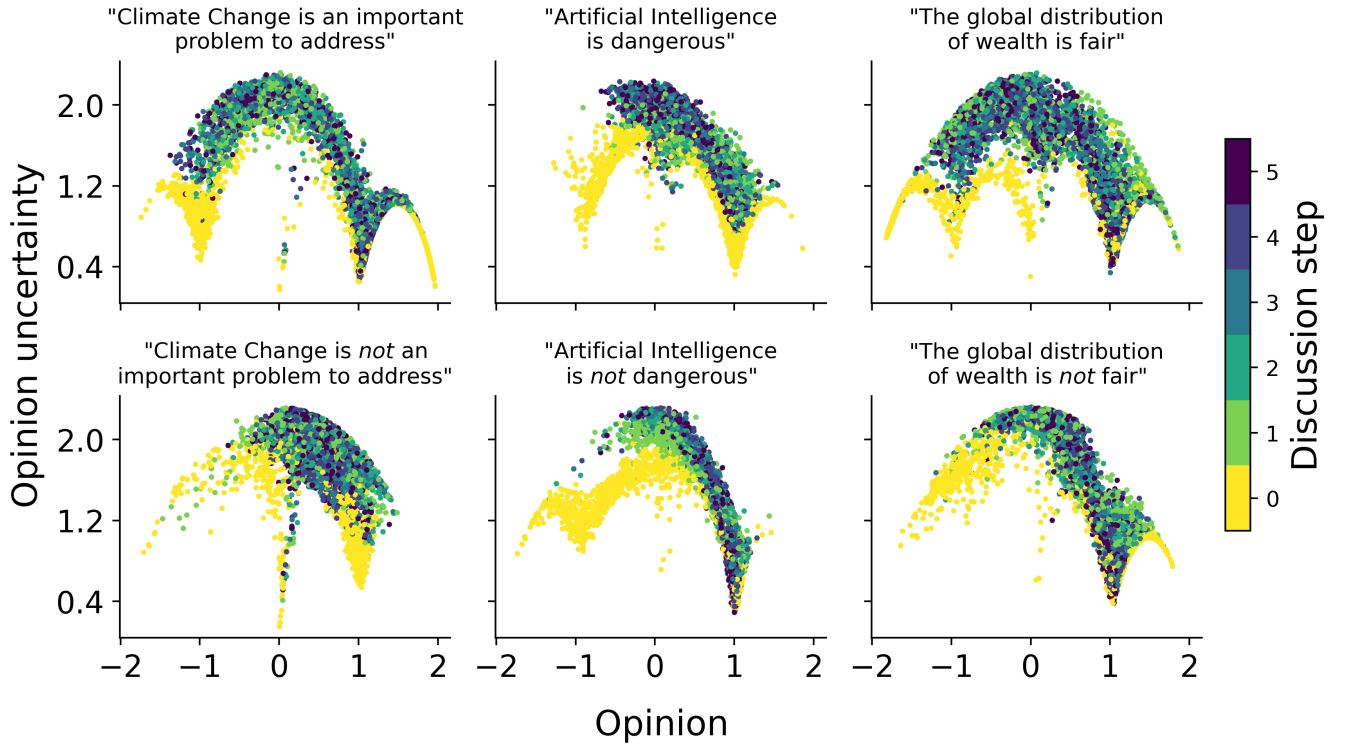 "Climate Change is an important
problem to address"
"Artificial Intelligence
is dangerous"
"The global distribution
of wealth is fair"
2.0
1.2
0.4
"Climate Change is not an
important problem to address"
"Artificial Intelligence
is not dangerous"
"The global distribution
of wealth is not fair"
2.0
1.2
0.4
−2 −1 0 1 2
−2 −1 0 1 2
−2 −1 0 1 2
Opinion
Opinion uncertainty
5
4
3
2
1
0
Discussion step